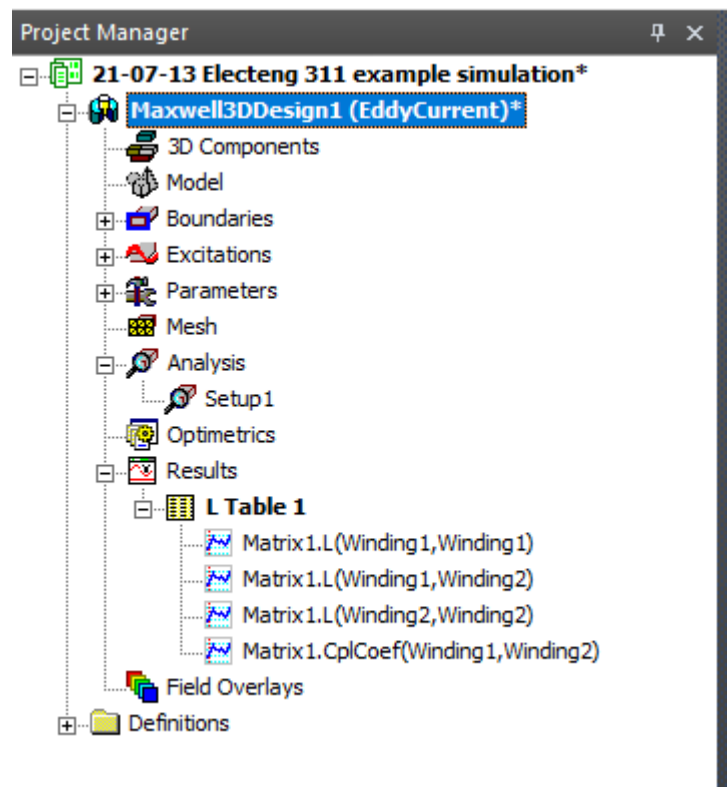 Project Manager
21-07-13 Electeng 311 example simulation*
Maxwell3DDesign1 (EddyCurrent)*
3D Components
Model
Boundaries
Excitations
Parameters
Mesh
Analysis
Setup1
Optimetrics
Results
L Table 1
Matrix1.L(Winding1,Winding1)
Matrix1.L(Winding1,Winding2)
Matrix1.L(Winding2,Winding2)
Matrix1.CplCoef(Winding1,Winding2)
Field Overlays
Definitions